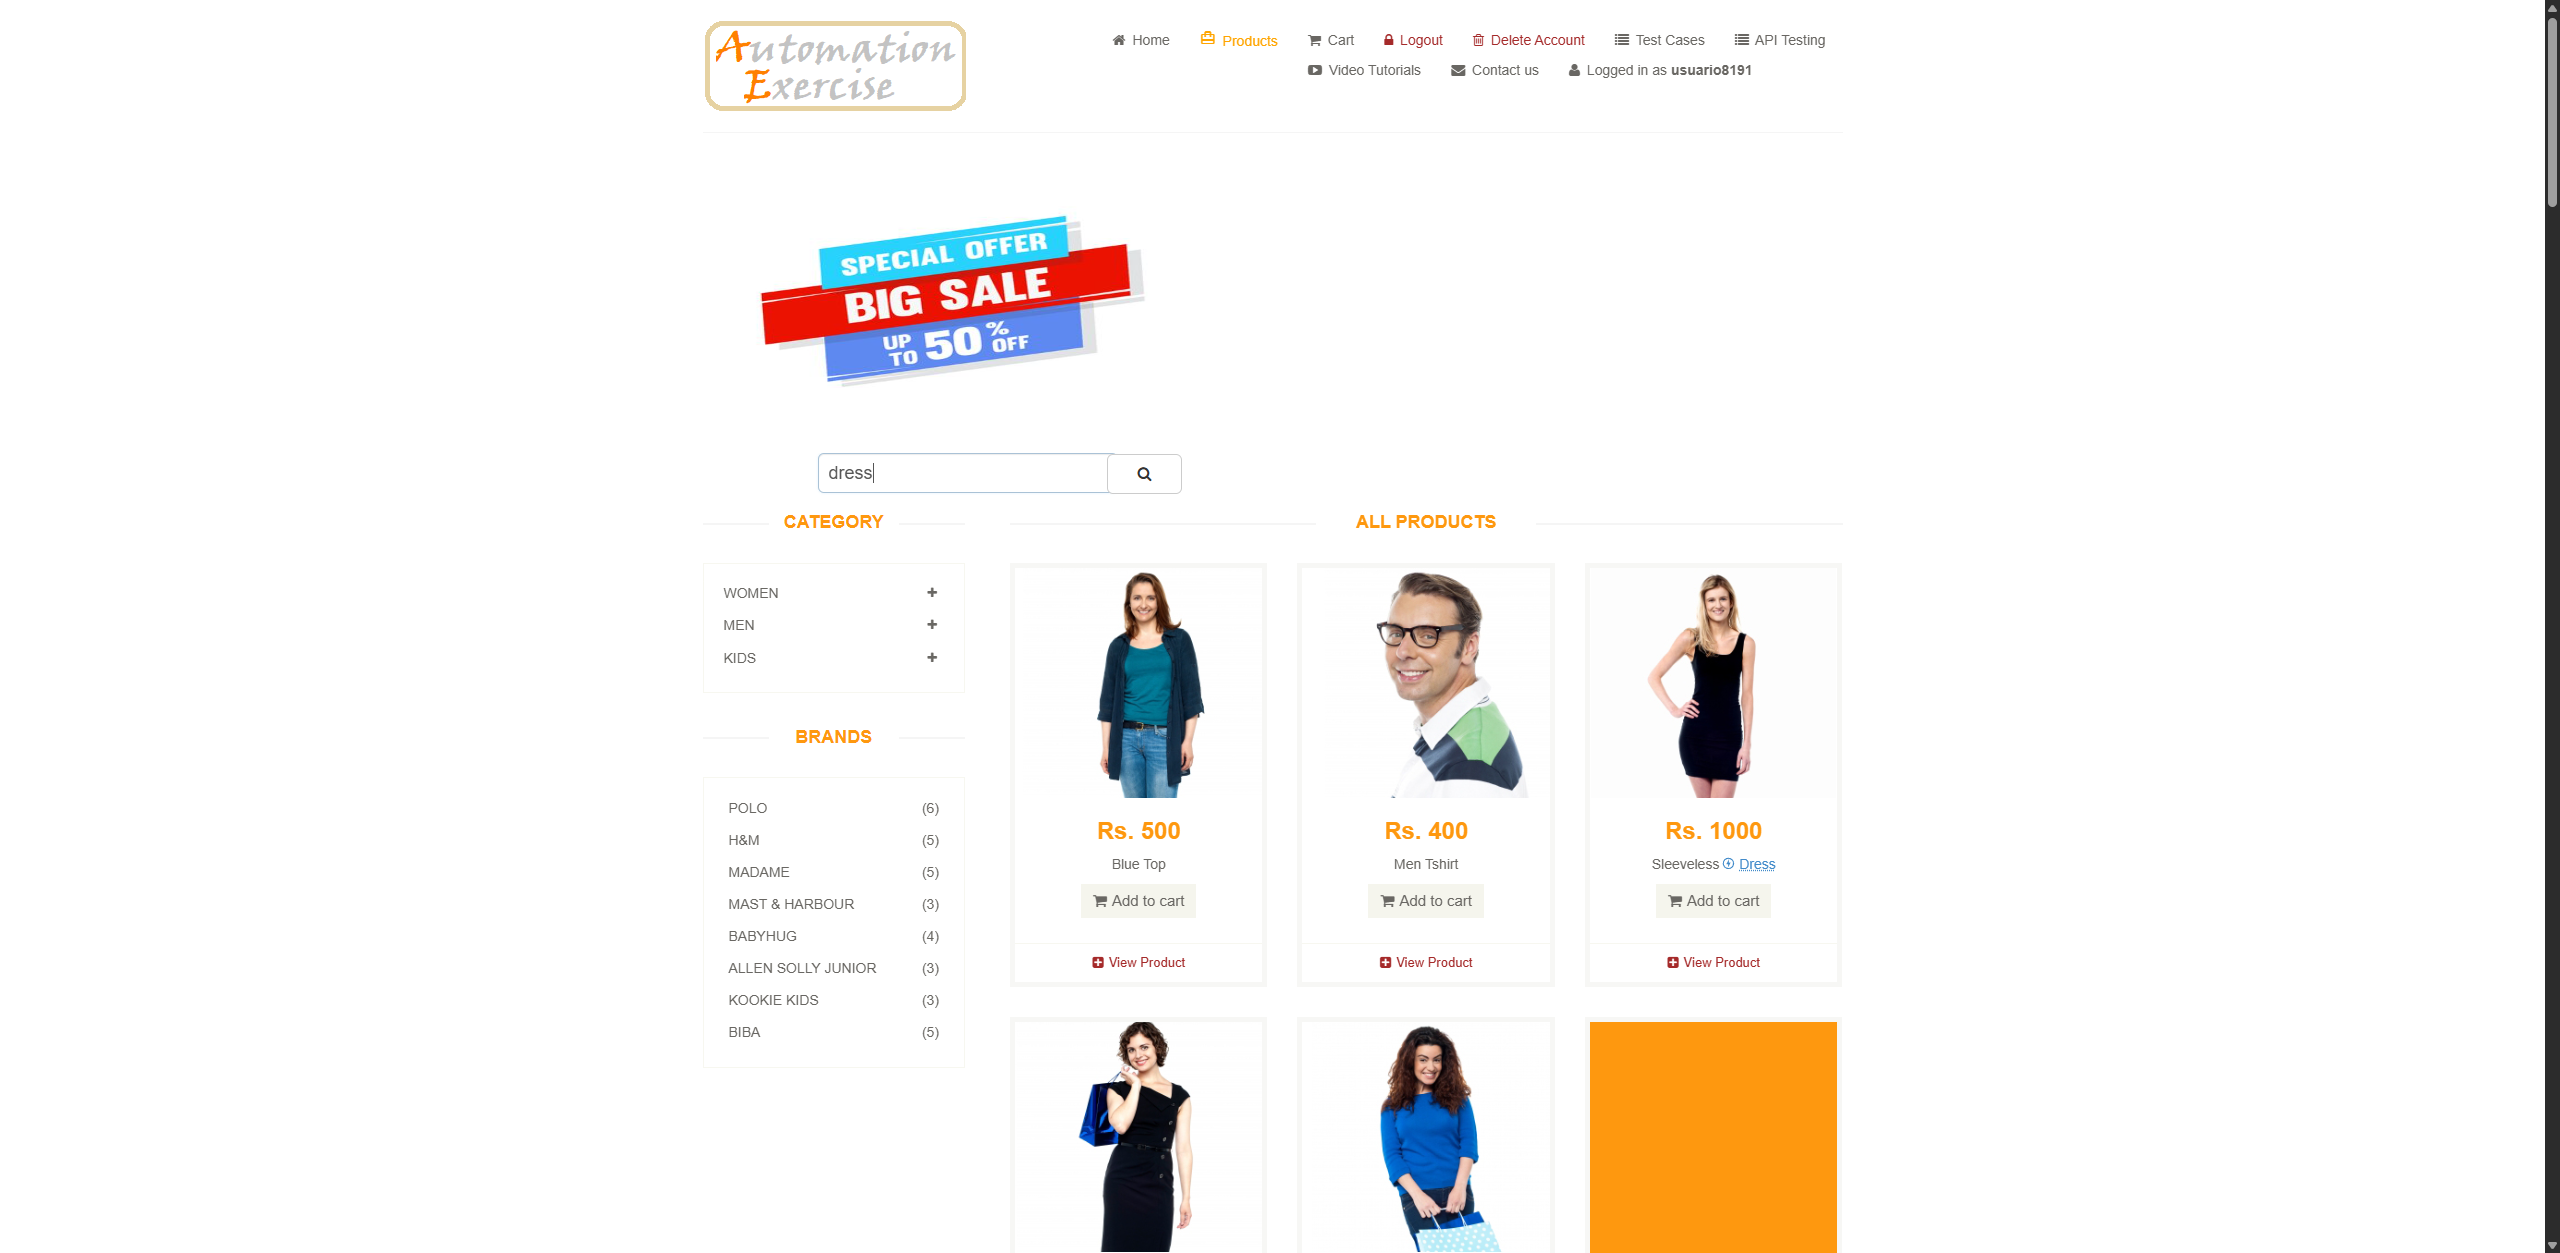 Automation
Exercise
Home
Products
Cart
Logout
Delete Account
Test Cases
API Testing
Video Tutorials
Contact us
Logged in as usuario8191
SPECIAL OFFER
BIG SALE
UP TO 50% OFF
dress
CATEGORY
WOMEN
MEN
KIDS
BRANDS
POLO (6)
H&M (5)
MADAME (5)
MAST & HARBOUR (3)
BABYHUG (4)
ALLEN SOLLY JUNIOR (3)
KOOKIE KIDS (3)
BIBA (5)
ALL PRODUCTS
Rs. 500
Blue Top
Add to cart
View Product
Rs. 400
Men Tshirt
Add to cart
View Product
Rs. 1000
Sleeveless Dress
Add to cart
View Product